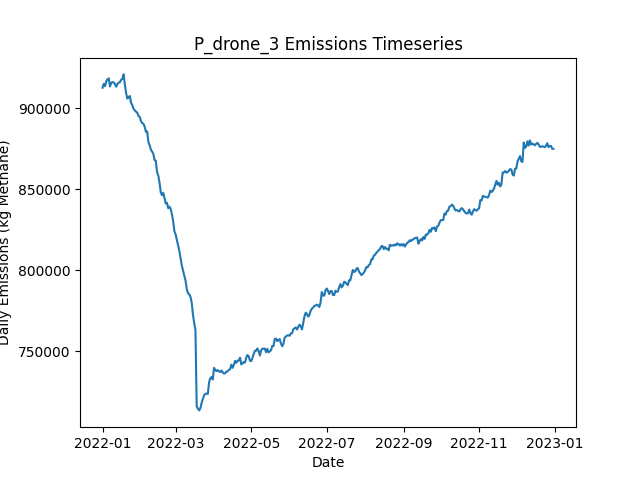 P_drone_3 Emissions Timeseries
900000
850000
800000
750000
Daily Emissions (kg Methane)
2022-01 2022-03 2022-05 2022-07 2022-09 2022-11 2023-01
Date